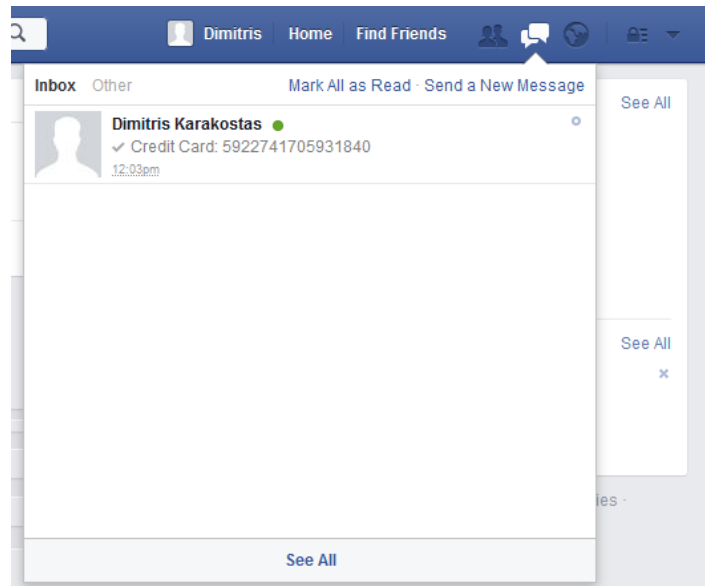 Dimitris Home Find Friends
Inbox Other Mark All as Read · Send a New Message
See All
Dimitris Karakostas
Credit Card: 5922741705931840
12:03pm
See All
ies ·
See All